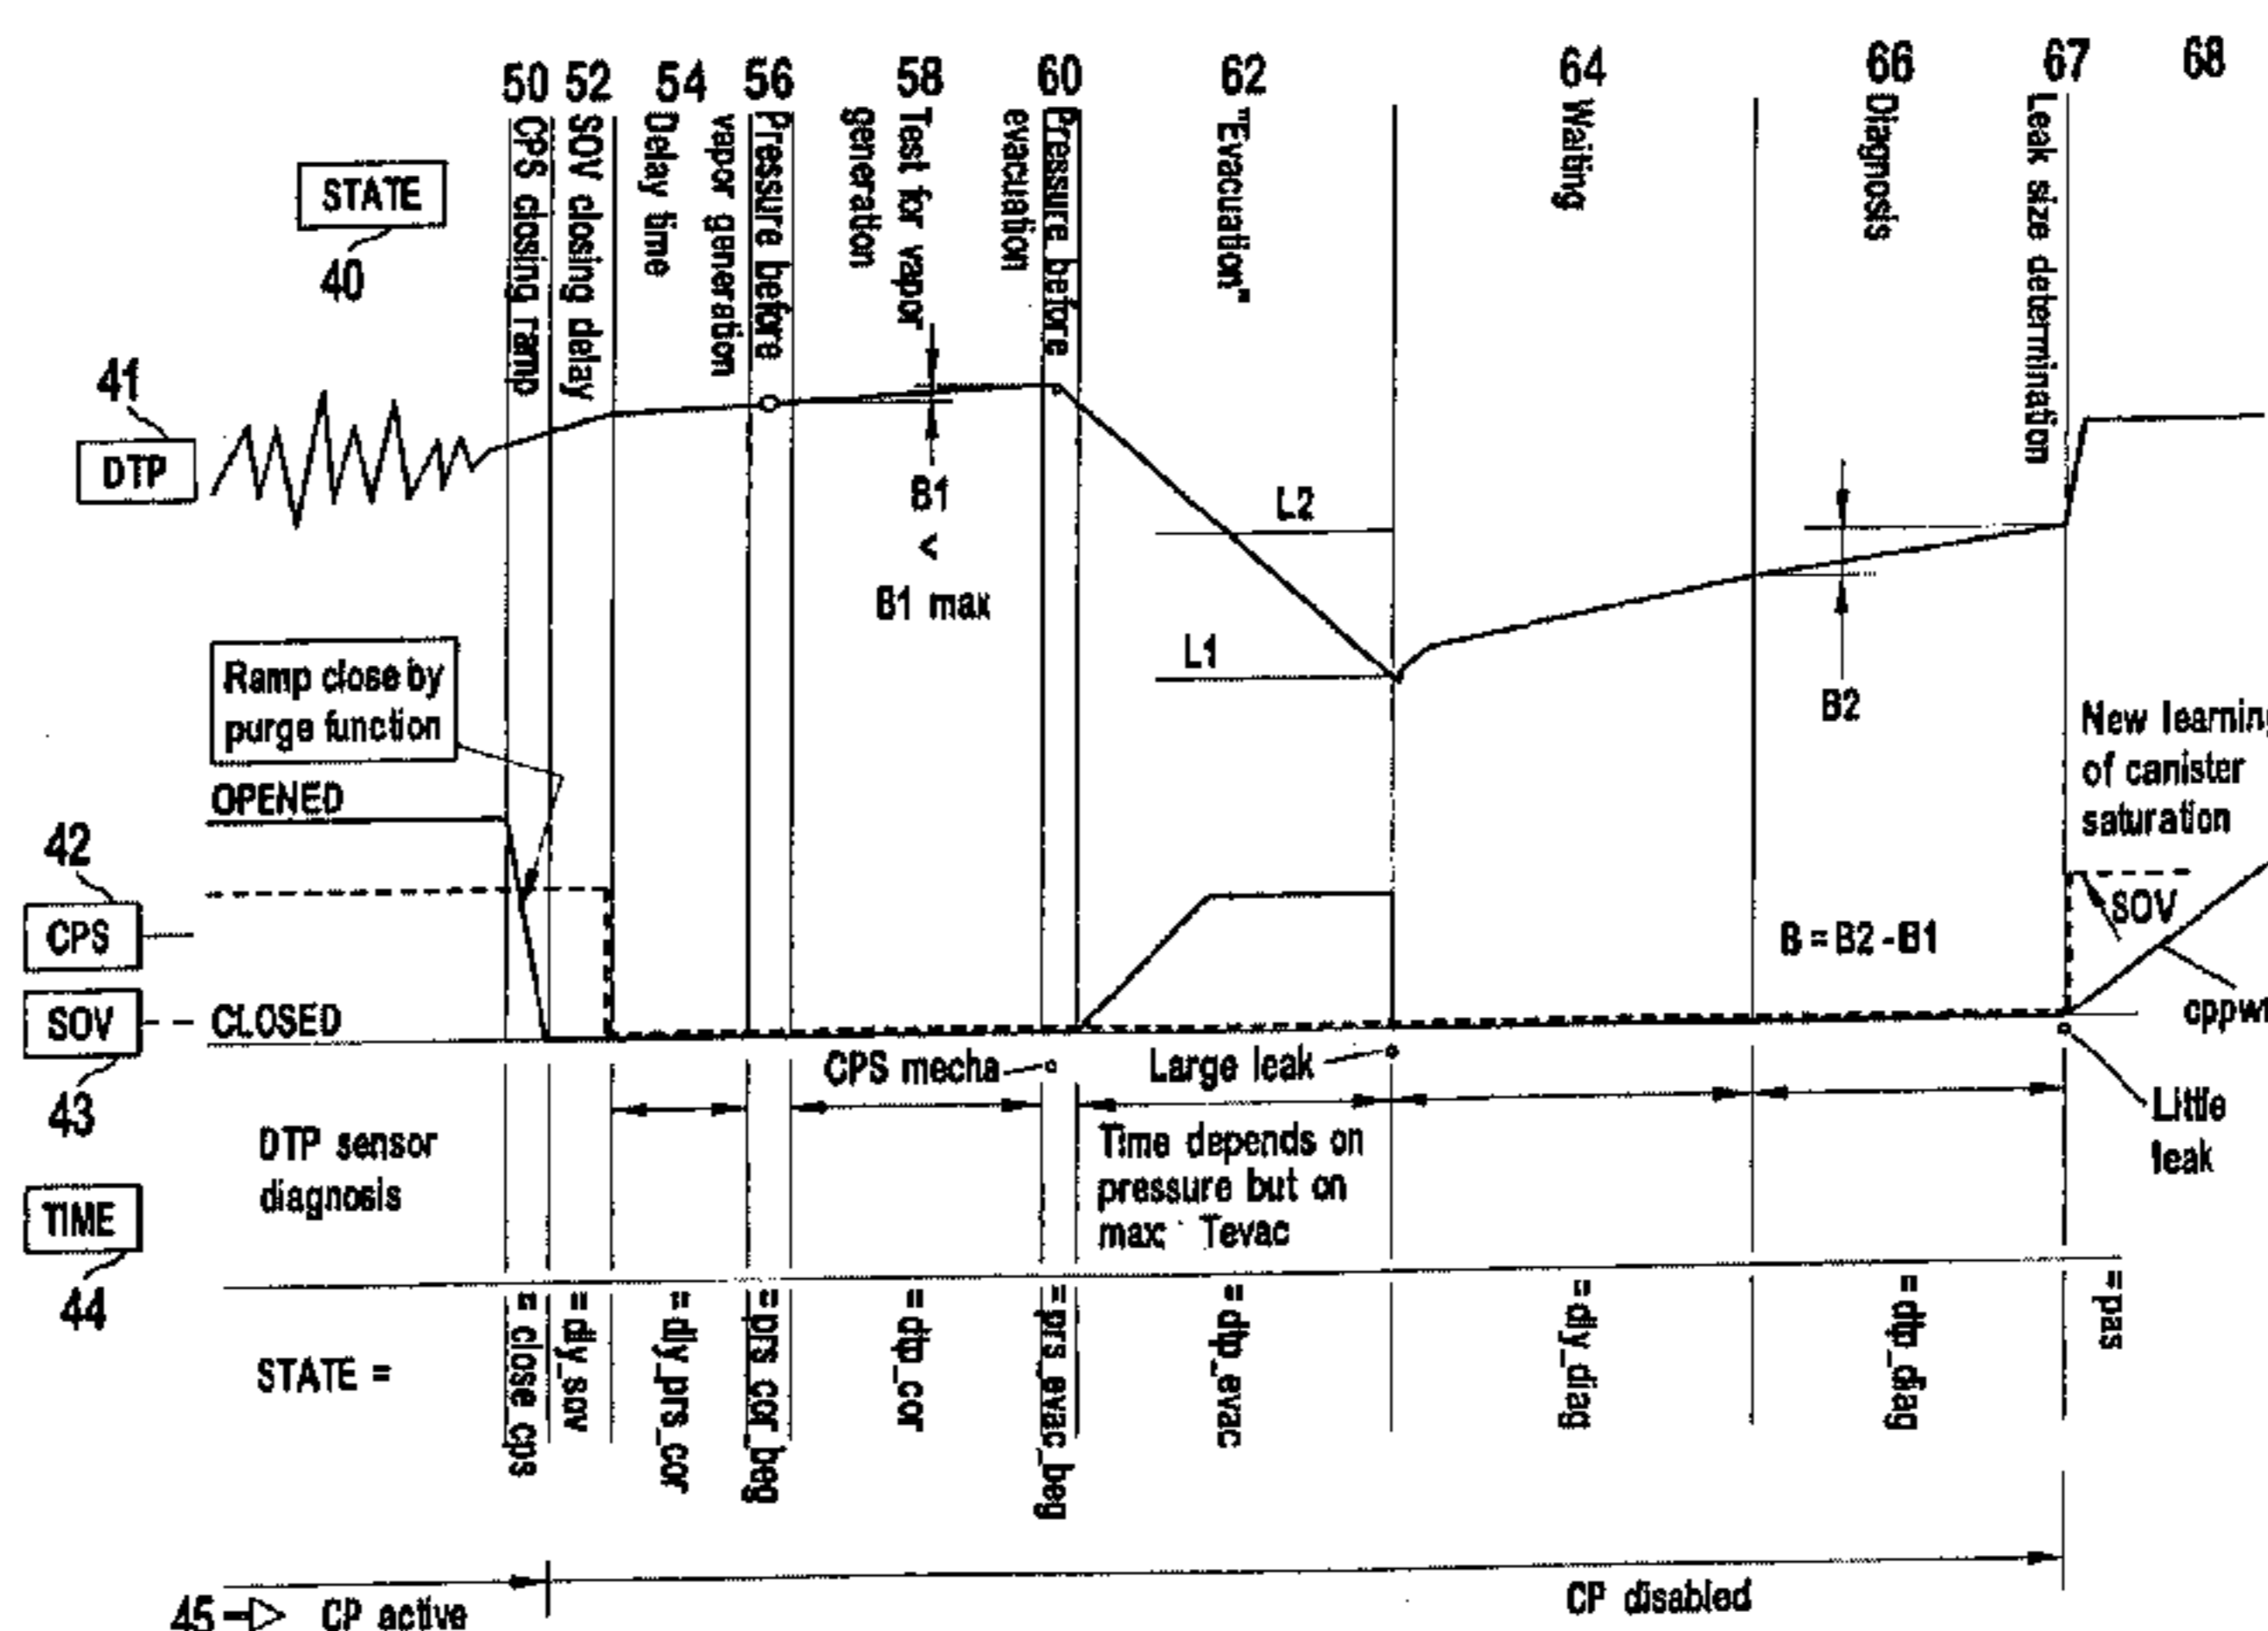 50 52 54 56 58 60 62 64 66 67 68
CPS closing ramp
SOV closing delay
Delay time
Pressure before
vapor generation
Test for vapor
generation
Pressure before
evacuation
"Evacuation"
Waiting
Diagnosis
Leak size determination
STATE
40
41
DTP
B1
<
B1 max
L2
L1
B2
Ramp close by
purge function
OPENED
New learning
of canister
saturation
42
CPS
SOV
B = B2 - B1
SOV
CLOSED
cppwm
43
CPS mecha
Large leak
Little
leak
DTP sensor
diagnosis
Time depends on
pressure but on
max: Tevac
TIME
44
STATE =
= close_cps
= dly_sov
= dly_prs_cor
= prs_cor_beg
= dtp_cor
= prs_evac_beg
= dtp_evac
= dly_diag
= dtp_diag
= pas
45
CP active
CP disabled